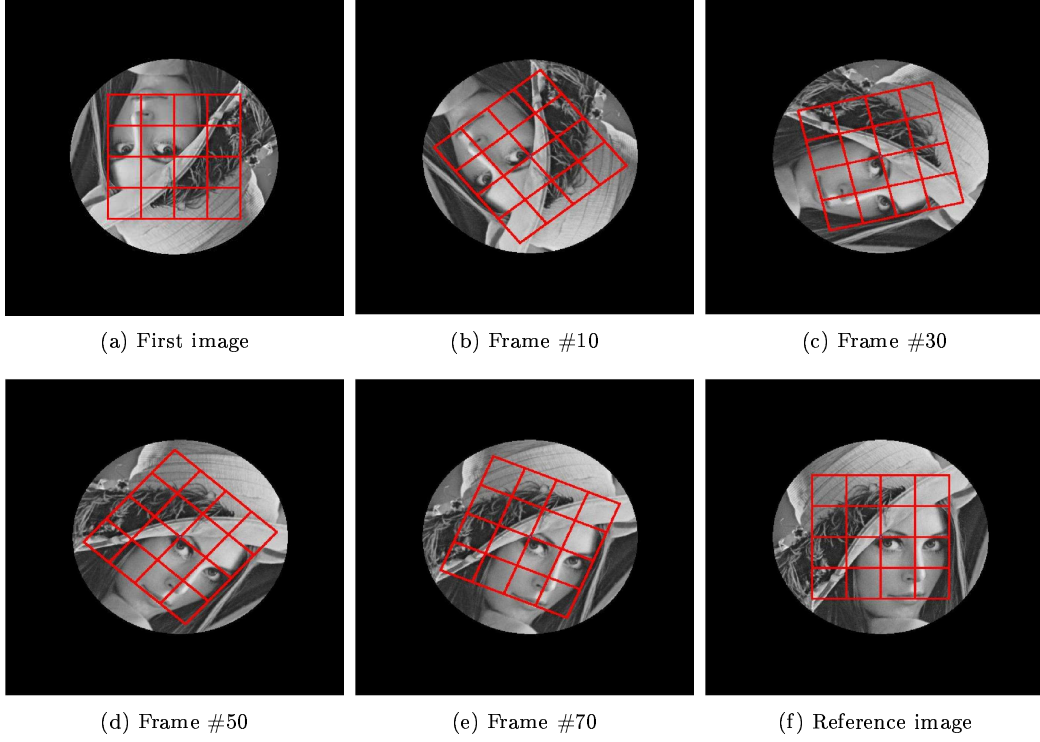 (a) First image
(b) Frame #10
(c) Frame #30
(d) Frame #50
(e) Frame #70
(f) Reference image